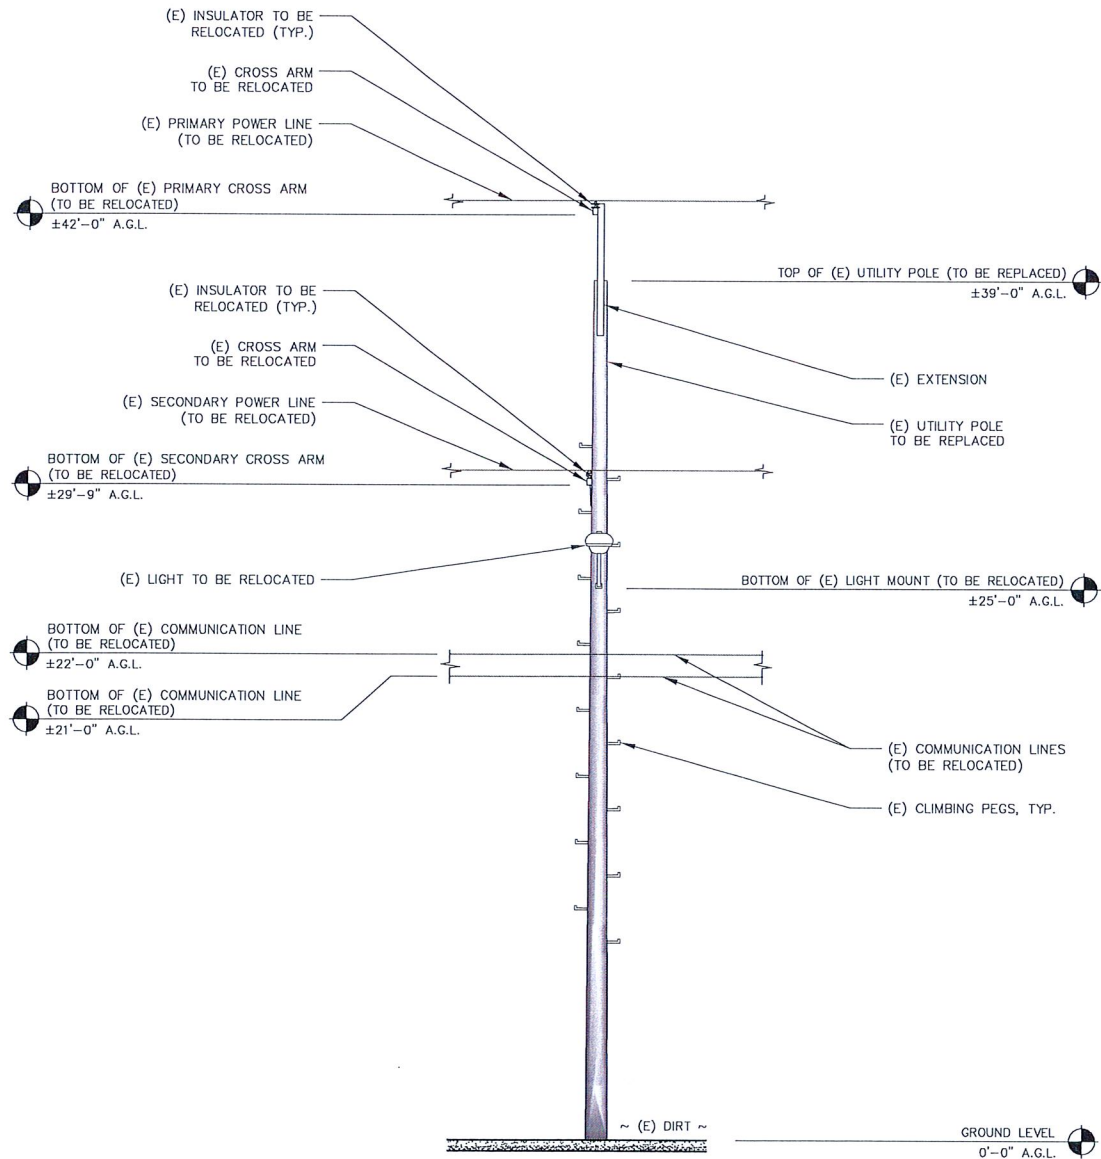 (E) INSULATOR TO BE
RELOCATED (TYP.)
(E) CROSS ARM
TO BE RELOCATED
(E) PRIMARY POWER LINE
(TO BE RELOCATED)
BOTTOM OF (E) PRIMARY CROSS ARM
(TO BE RELOCATED)
±42'-0" A.G.L.
TOP OF (E) UTILITY POLE (TO BE REPLACED)
±39'-0" A.G.L.
(E) INSULATOR TO BE
RELOCATED (TYP.)
(E) CROSS ARM
TO BE RELOCATED
(E) EXTENSION
(E) SECONDARY POWER LINE
(TO BE RELOCATED)
(E) UTILITY POLE
TO BE REPLACED
BOTTOM OF (E) SECONDARY CROSS ARM
(TO BE RELOCATED)
±29'-9" A.G.L.
(E) LIGHT TO BE RELOCATED
BOTTOM OF (E) LIGHT MOUNT (TO BE RELOCATED)
±25'-0" A.G.L.
BOTTOM OF (E) COMMUNICATION LINE
(TO BE RELOCATED)
±22'-0" A.G.L.
BOTTOM OF (E) COMMUNICATION LINE
(TO BE RELOCATED)
±21'-0" A.G.L.
(E) COMMUNICATION LINES
(TO BE RELOCATED)
(E) CLIMBING PEGS, TYP.
~ (E) DIRT ~
GROUND LEVEL
0'-0" A.G.L.